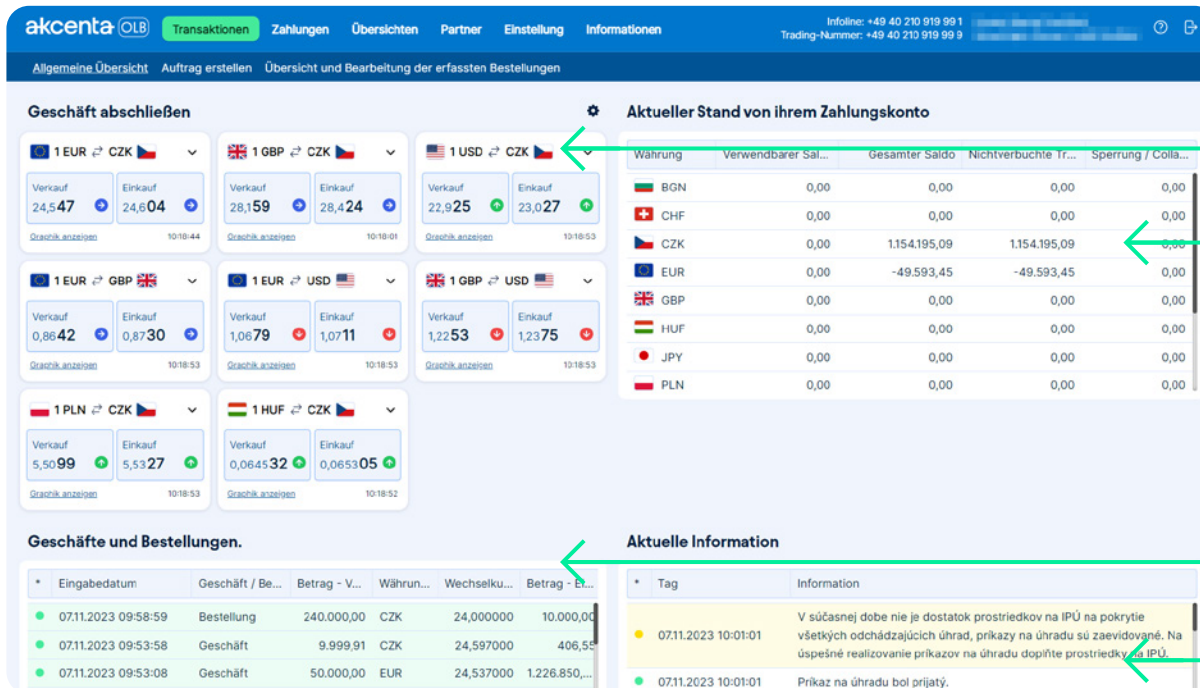 akcenta OLB
Transaktionen Zahlungen Übersichten Partner Einstellung Informationen
Infoline: +49 40 210 919 99 1
Trading-Nummer: +49 40 210 919 99 9
Allgemeine Übersicht Auftrag erstellen Übersicht und Bearbeitung der erfassten Bestellungen
Geschäft abschließen
1 EUR ⇄ CZK
Verkauf Einkauf
24,547 24,604
Graphik anzeigen 10:18:44
1 GBP ⇄ CZK
Verkauf Einkauf
28,159 28,424
Graphik anzeigen 10:18:01
1 USD ⇄ CZK
Verkauf Einkauf
22,925 23,027
Graphik anzeigen 10:18:53
1 EUR ⇄ GBP
Verkauf Einkauf
0,8642 0,8730
Graphik anzeigen 10:18:53
1 EUR ⇄ USD
Verkauf Einkauf
1,0679 1,0711
Graphik anzeigen 10:18:53
1 GBP ⇄ USD
Verkauf Einkauf
1,2253 1,2375
Graphik anzeigen 10:18:53
1 PLN ⇄ CZK
Verkauf Einkauf
5,5099 5,5327
Graphik anzeigen 10:18:53
1 HUF ⇄ CZK
Verkauf Einkauf
0,064532 0,065305
Graphik anzeigen 10:18:52
Aktueller Stand von ihrem Zahlungskonto
Währung Verwendbarer Sal... Gesamter Saldo Nichtverbuchte Tr... Sperrung / Colla...
BGN 0,00 0,00 0,00 0,00
CHF 0,00 0,00 0,00 0,00
CZK 0,00 1.154.195,09 1.154.195,09 0,00
EUR 0,00 -49.593,45 -49.593,45 0,00
GBP 0,00 0,00 0,00 0,00
HUF 0,00 0,00 0,00 0,00
JPY 0,00 0,00 0,00 0,00
PLN 0,00 0,00 0,00 0,00
Geschäfte und Bestellungen.
* Eingabedatum Geschäft / Be... Betrag - V... Währun... Wechselku... Betrag - Ei...
07.11.2023 09:58:59 Bestellung 240.000,00 CZK 24,000000 10.000,00
07.11.2023 09:53:58 Geschäft 9.999,91 CZK 24,597000 406,55
07.11.2023 09:53:08 Geschäft 50.000,00 EUR 24,537000 1.226.850,...
Aktuelle Information
* Tag Information
07.11.2023 10:01:01
V súčasnej dobe nie je dostatok prostriedkov na IPÚ na pokrytie
všetkých odchádzajúcich úhrad, príkazy na úhradu sú zaevidované. Na
úspešné realizovanie príkazov na úhradu doplňte prostriedky na IPÚ.
07.11.2023 10:01:01 Príkaz na úhradu bol prijatý.